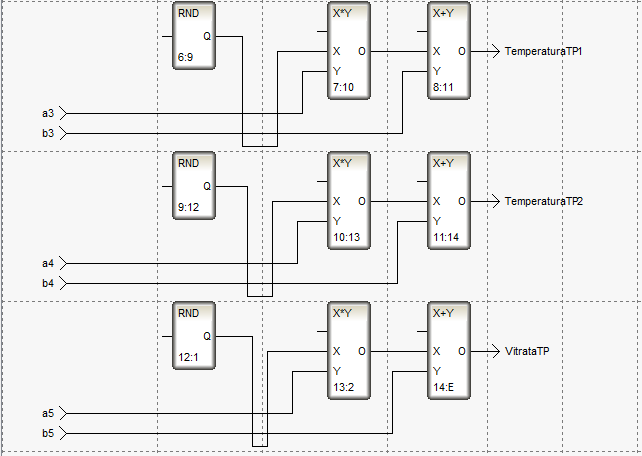 RND X*Y X+Y
Q X O X O TemperaturaTP1
6:9 Y Y
7:10 8:11
a3
b3
RND X*Y X+Y
Q X O X O TemperaturaTP2
9:12 Y Y
10:13 11:14
a4
b4
RND X*Y X+Y
Q X O X O VitrataTP
12:1 Y Y
13:2 14:E
a5
b5